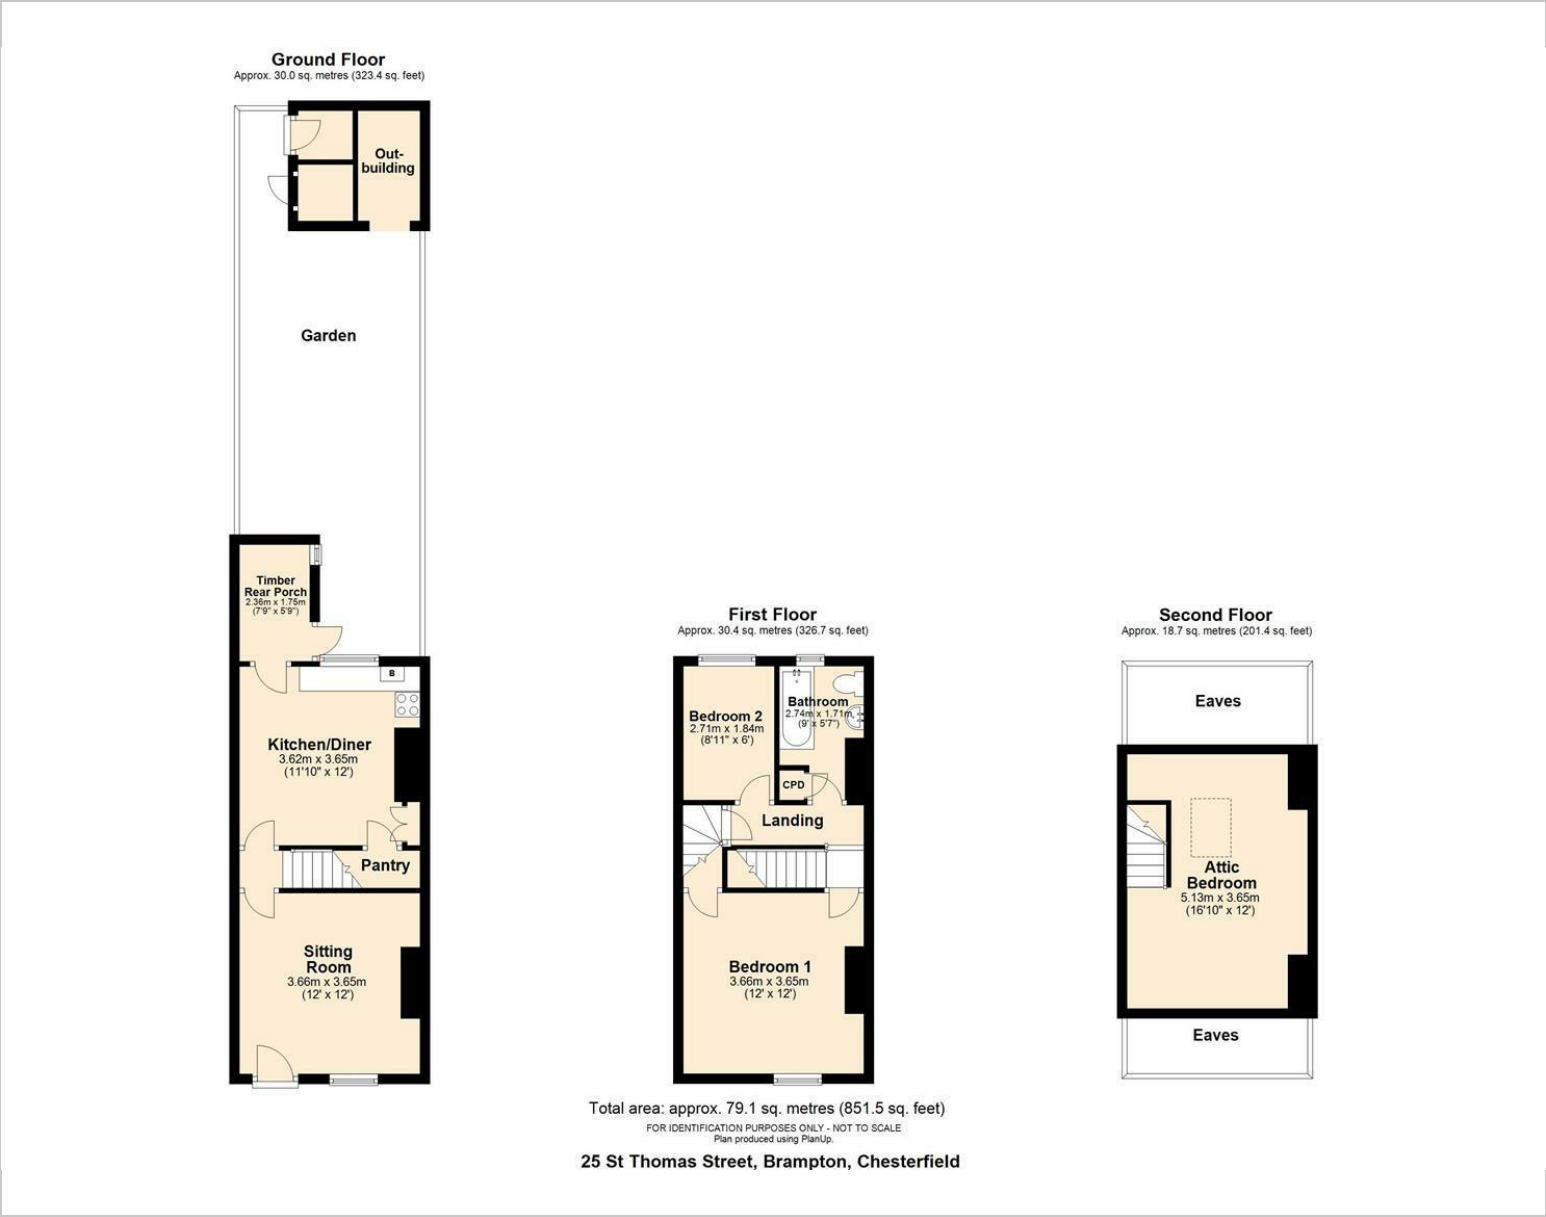 Ground Floor
Approx. 30.0 sq. metres (323.4 sq. feet)
Out-
building
Garden
Timber
Rear Porch
2.36m x 1.75m
(7'9" x 5'9")
B
Kitchen/Diner
3.62m x 3.65m
(11'10" x 12')
Pantry
Sitting
Room
3.66m x 3.65m
(12' x 12')
First Floor
Approx. 30.4 sq. metres (326.7 sq. feet)
Bedroom 2
2.71m x 1.84m
(8'11" x 6')
Bathroom
2.74m x 1.71m
(9' x 5'7")
CPD
Landing
Bedroom 1
3.66m x 3.65m
(12' x 12')
Second Floor
Approx. 18.7 sq. metres (201.4 sq. feet)
Eaves
Attic
Bedroom
5.13m x 3.65m
(16'10" x 12')
Eaves
Total area: approx. 79.1 sq. metres (851.5 sq. feet)
FOR IDENTIFICATION PURPOSES ONLY - NOT TO SCALE
Plan produced using PlanUp.
25 St Thomas Street, Brampton, Chesterfield